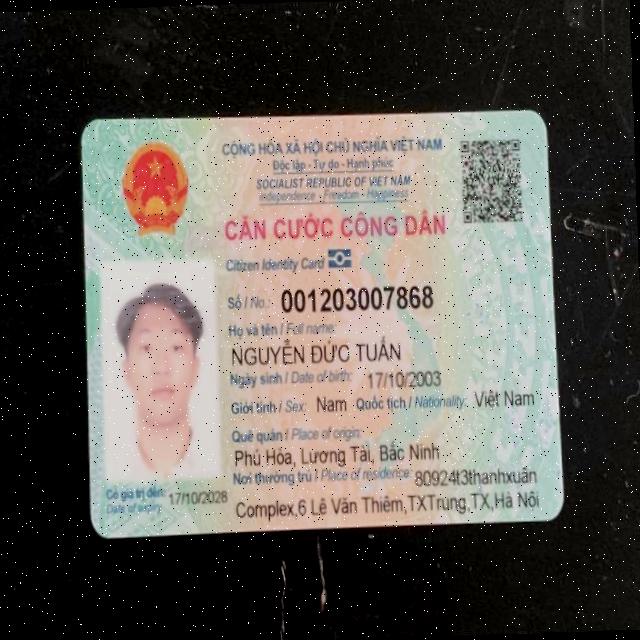 CỘNG HÒA XÃ HỘI CHỦ NGHĨA VIỆT NAM
Độc lập - Tự do - Hạnh phúc
SOCIALIST REPUBLIC OF VIET NAM
Independence - Freedom - Happiness
CĂN CƯỚC CÔNG DÂN
Citizen Identity Card
Số / No.: 001203007868
Họ và tên / Full name:
NGUYỄN ĐỨC TUẤN
Ngày sinh / Date of birth: 17/10/2003
Giới tính / Sex: Nam Quốc tịch / Nationality: Việt Nam
Quê quán / Place of origin:
Phú Hòa, Lương Tài, Bắc Ninh
Nơi thường trú / Place of residence: 80924t3thanhxuân
Complex,6 Lê Văn Thiêm,TXTrung,TX,Hà Nội
Có giá trị đến: 17/10/2028
Date of expiry